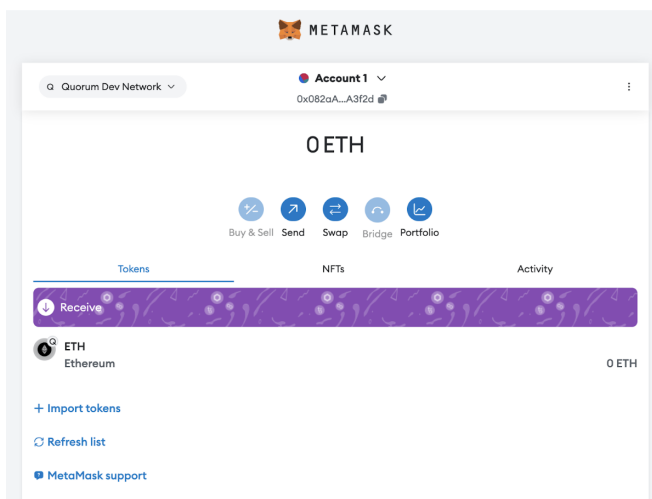 METAMASK
Q Quorum Dev Network
Account 1
0x082aA...A3f2d
0 ETH
Buy & Sell Send Swap Bridge Portfolio
Tokens NFTs Activity
Receive
Q
ETH
Ethereum
0 ETH
+ Import tokens
Refresh list
MetaMask support